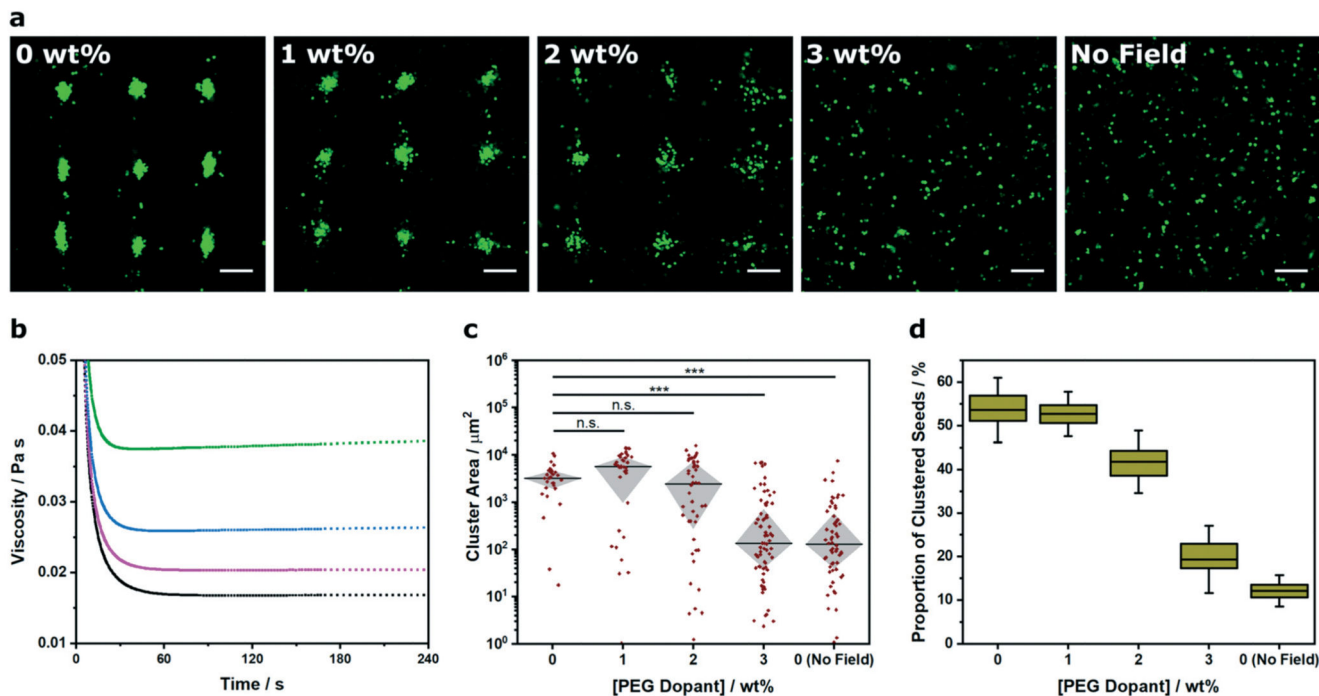 a
0 wt%
1 wt%
2 wt%
3 wt%
No Field
b
0.05
0.04
0.03
0.02
0.01
Viscosity / Pa s
0
60
120
180
240
Time / s
c
10⁶
10⁵
10⁴
10³
10²
10¹
10⁰
Cluster Area / μm²
***
***
n.s.
n.s.
0
1
2
3
0 (No Field)
[PEG Dopant] / wt%
d
60
50
40
30
20
10
0
Proportion of Clustered Seeds / %
0
1
2
3
0 (No Field)
[PEG Dopant] / wt%